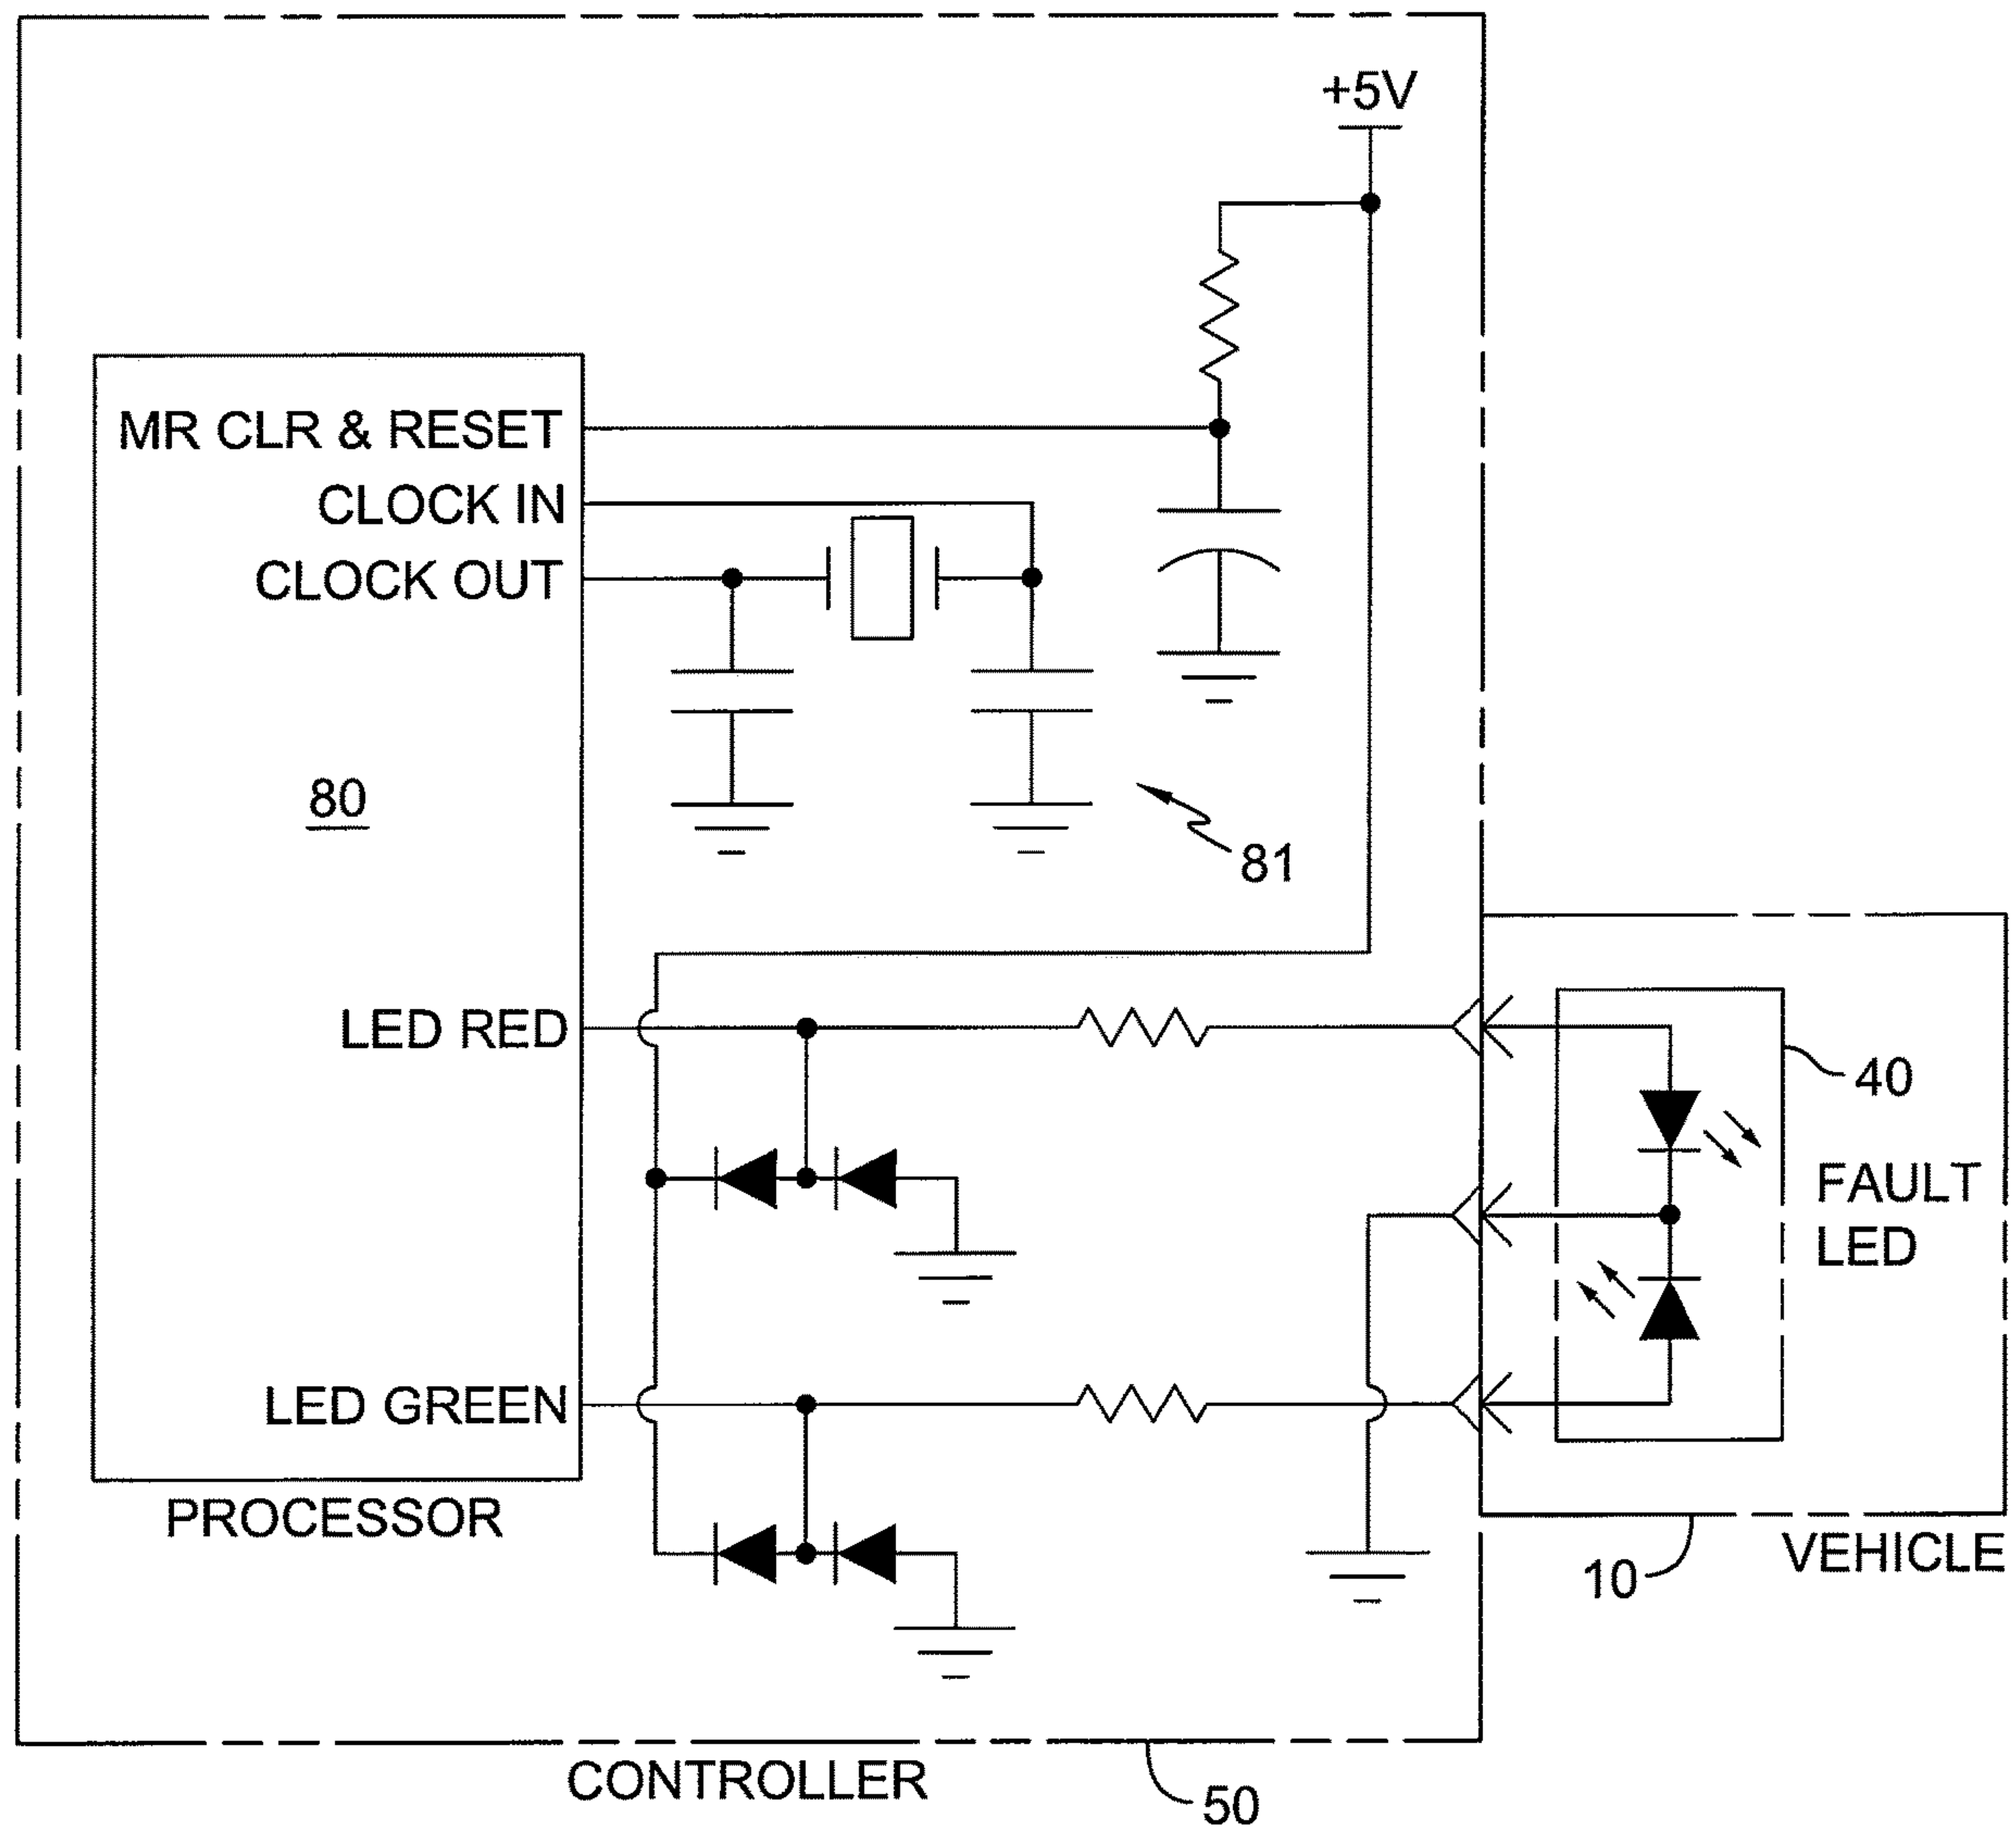 +5V
MR CLR & RESET
CLOCK IN
CLOCK OUT
80
81
LED RED
40
FAULT
LED
LED GREEN
PROCESSOR
10
VEHICLE
CONTROLLER
50